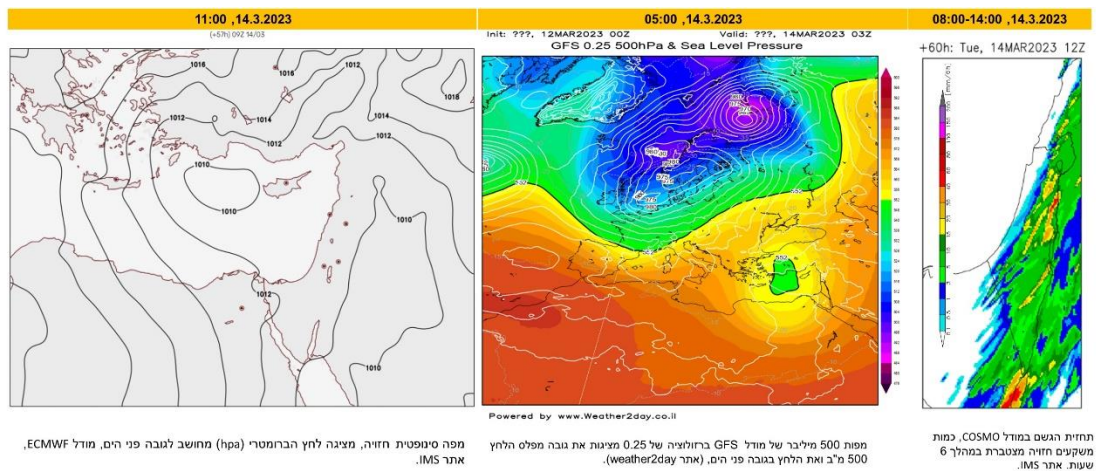 11:00 ,14.3.2023
05:00 ,14.3.2023
08:00-14:00 ,14.3.2023
(+57h) 09Z 14/03
1016
1016
1012
1018
1014
1014
1012
1012
1010
1010
1010
1012
1010
Init: ???, 12MAR2023 00Z Valid: ???, 14MAR2023 03Z
GFS 0.25 500hPa & Sea Level Pressure
552
552
552
Powered by www.Weather2day.co.il
+60h: Tue, 14MAR2023 12Z
מפה סינופטית חזויה, מציגה לחץ הברומטרי (hpa) מחושב לגובה פני הים, מודל ECMWF,
אתר IMS.
מפות 500 מיליבר של מודל GFS ברזולוציה של 0.25 מציגות את גובה מפלס הלחץ
500 מ"ב ואת הלחץ בגובה פני הים, (אתר weather2day).
תחזית הגשם במודל COSMO, כמות
משקעים חזויה מצטברת במהלך 6
שעות. אתר IMS.